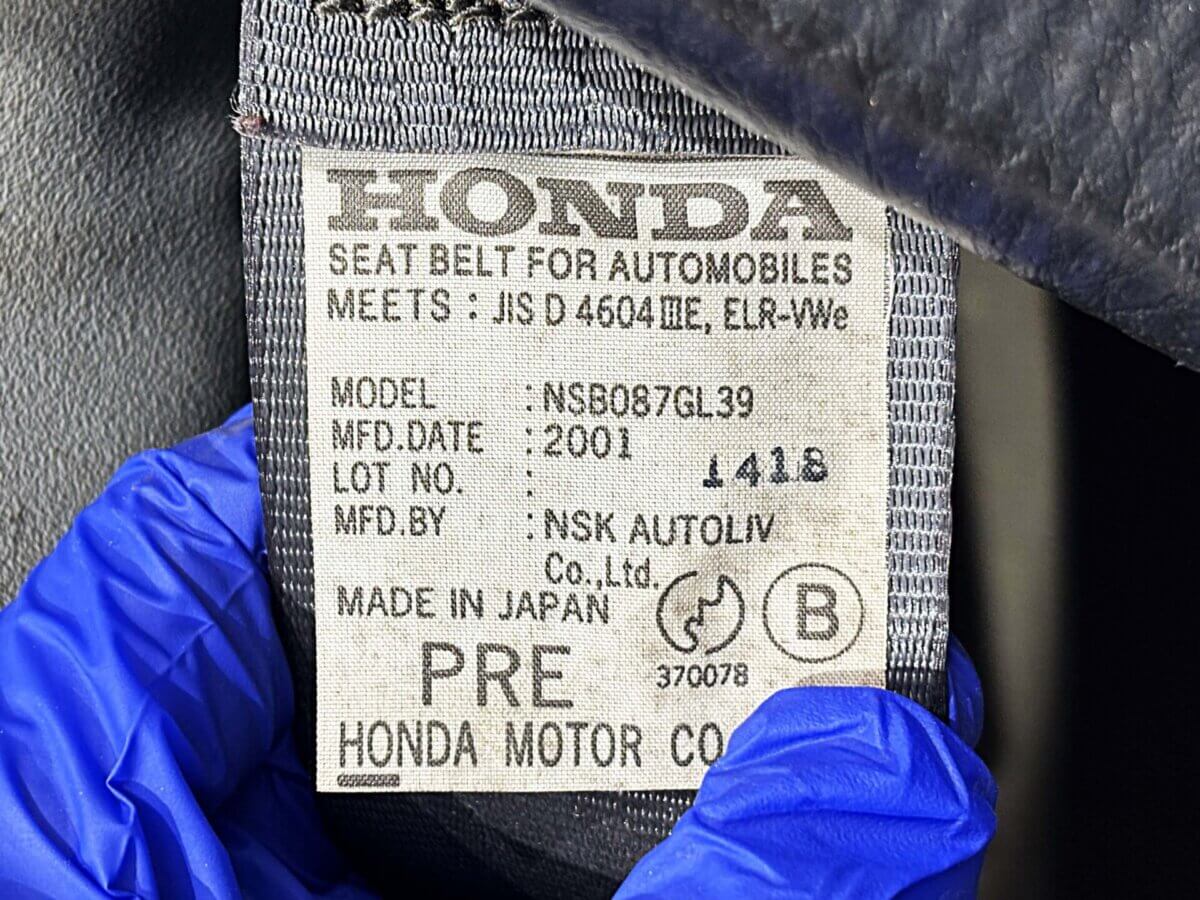 HONDA
SEAT BELT FOR AUTOMOBILES
MEETS : JIS D 4604ⅢE, ELR-VWe
MODEL : NSB087GL39
MFD.DATE : 2001
LOT NO. : 1418
MFD.BY : NSK AUTOLIV
Co.,Ltd.
MADE IN JAPAN
B
370078
PRE
HONDA MOTOR CO